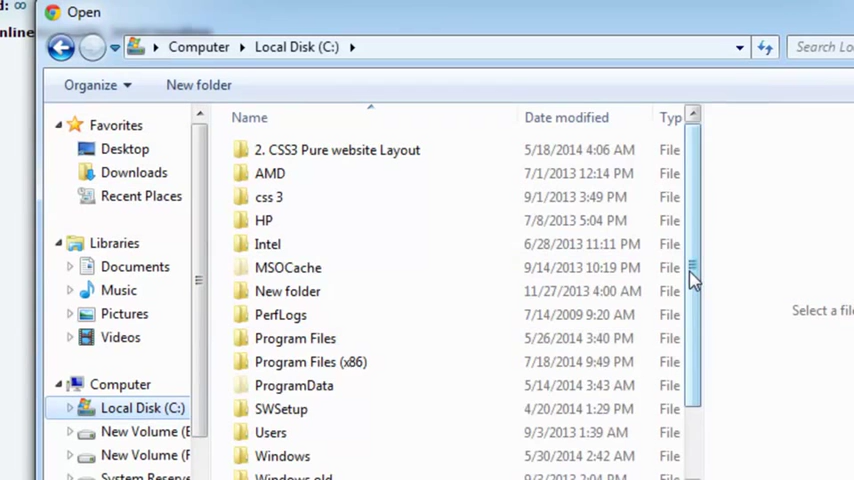 d: ∞
Open
nline
Computer Local Disk (C:)
Search Lo
Organize New folder
Name Date modified Typ
Favorites
Desktop
Downloads
Recent Places
Libraries
Documents
Music
Pictures
Videos
Computer
Local Disk (C:)
New Volume (E
New Volume (F
System Reserve
2. CSS3 Pure website Layout 5/18/2014 4:06 AM File
AMD 7/1/2013 12:14 PM File
css 3 9/1/2013 3:49 PM File
HP 7/8/2013 5:04 PM File
Intel 6/28/2013 11:11 PM File
MSOCache 9/14/2013 10:19 PM File
New folder 11/27/2013 4:00 AM File
PerfLogs 7/14/2009 9:20 AM File
Program Files 5/26/2014 3:40 PM File
Program Files (x86) 7/18/2014 9:49 PM File
ProgramData 5/14/2014 3:43 AM File
SWSetup 4/20/2014 1:29 PM File
Users 9/3/2013 1:39 AM File
Windows 5/30/2014 2:42 AM File
Windows.old 9/3/2013 2:04 PM File
Select a file